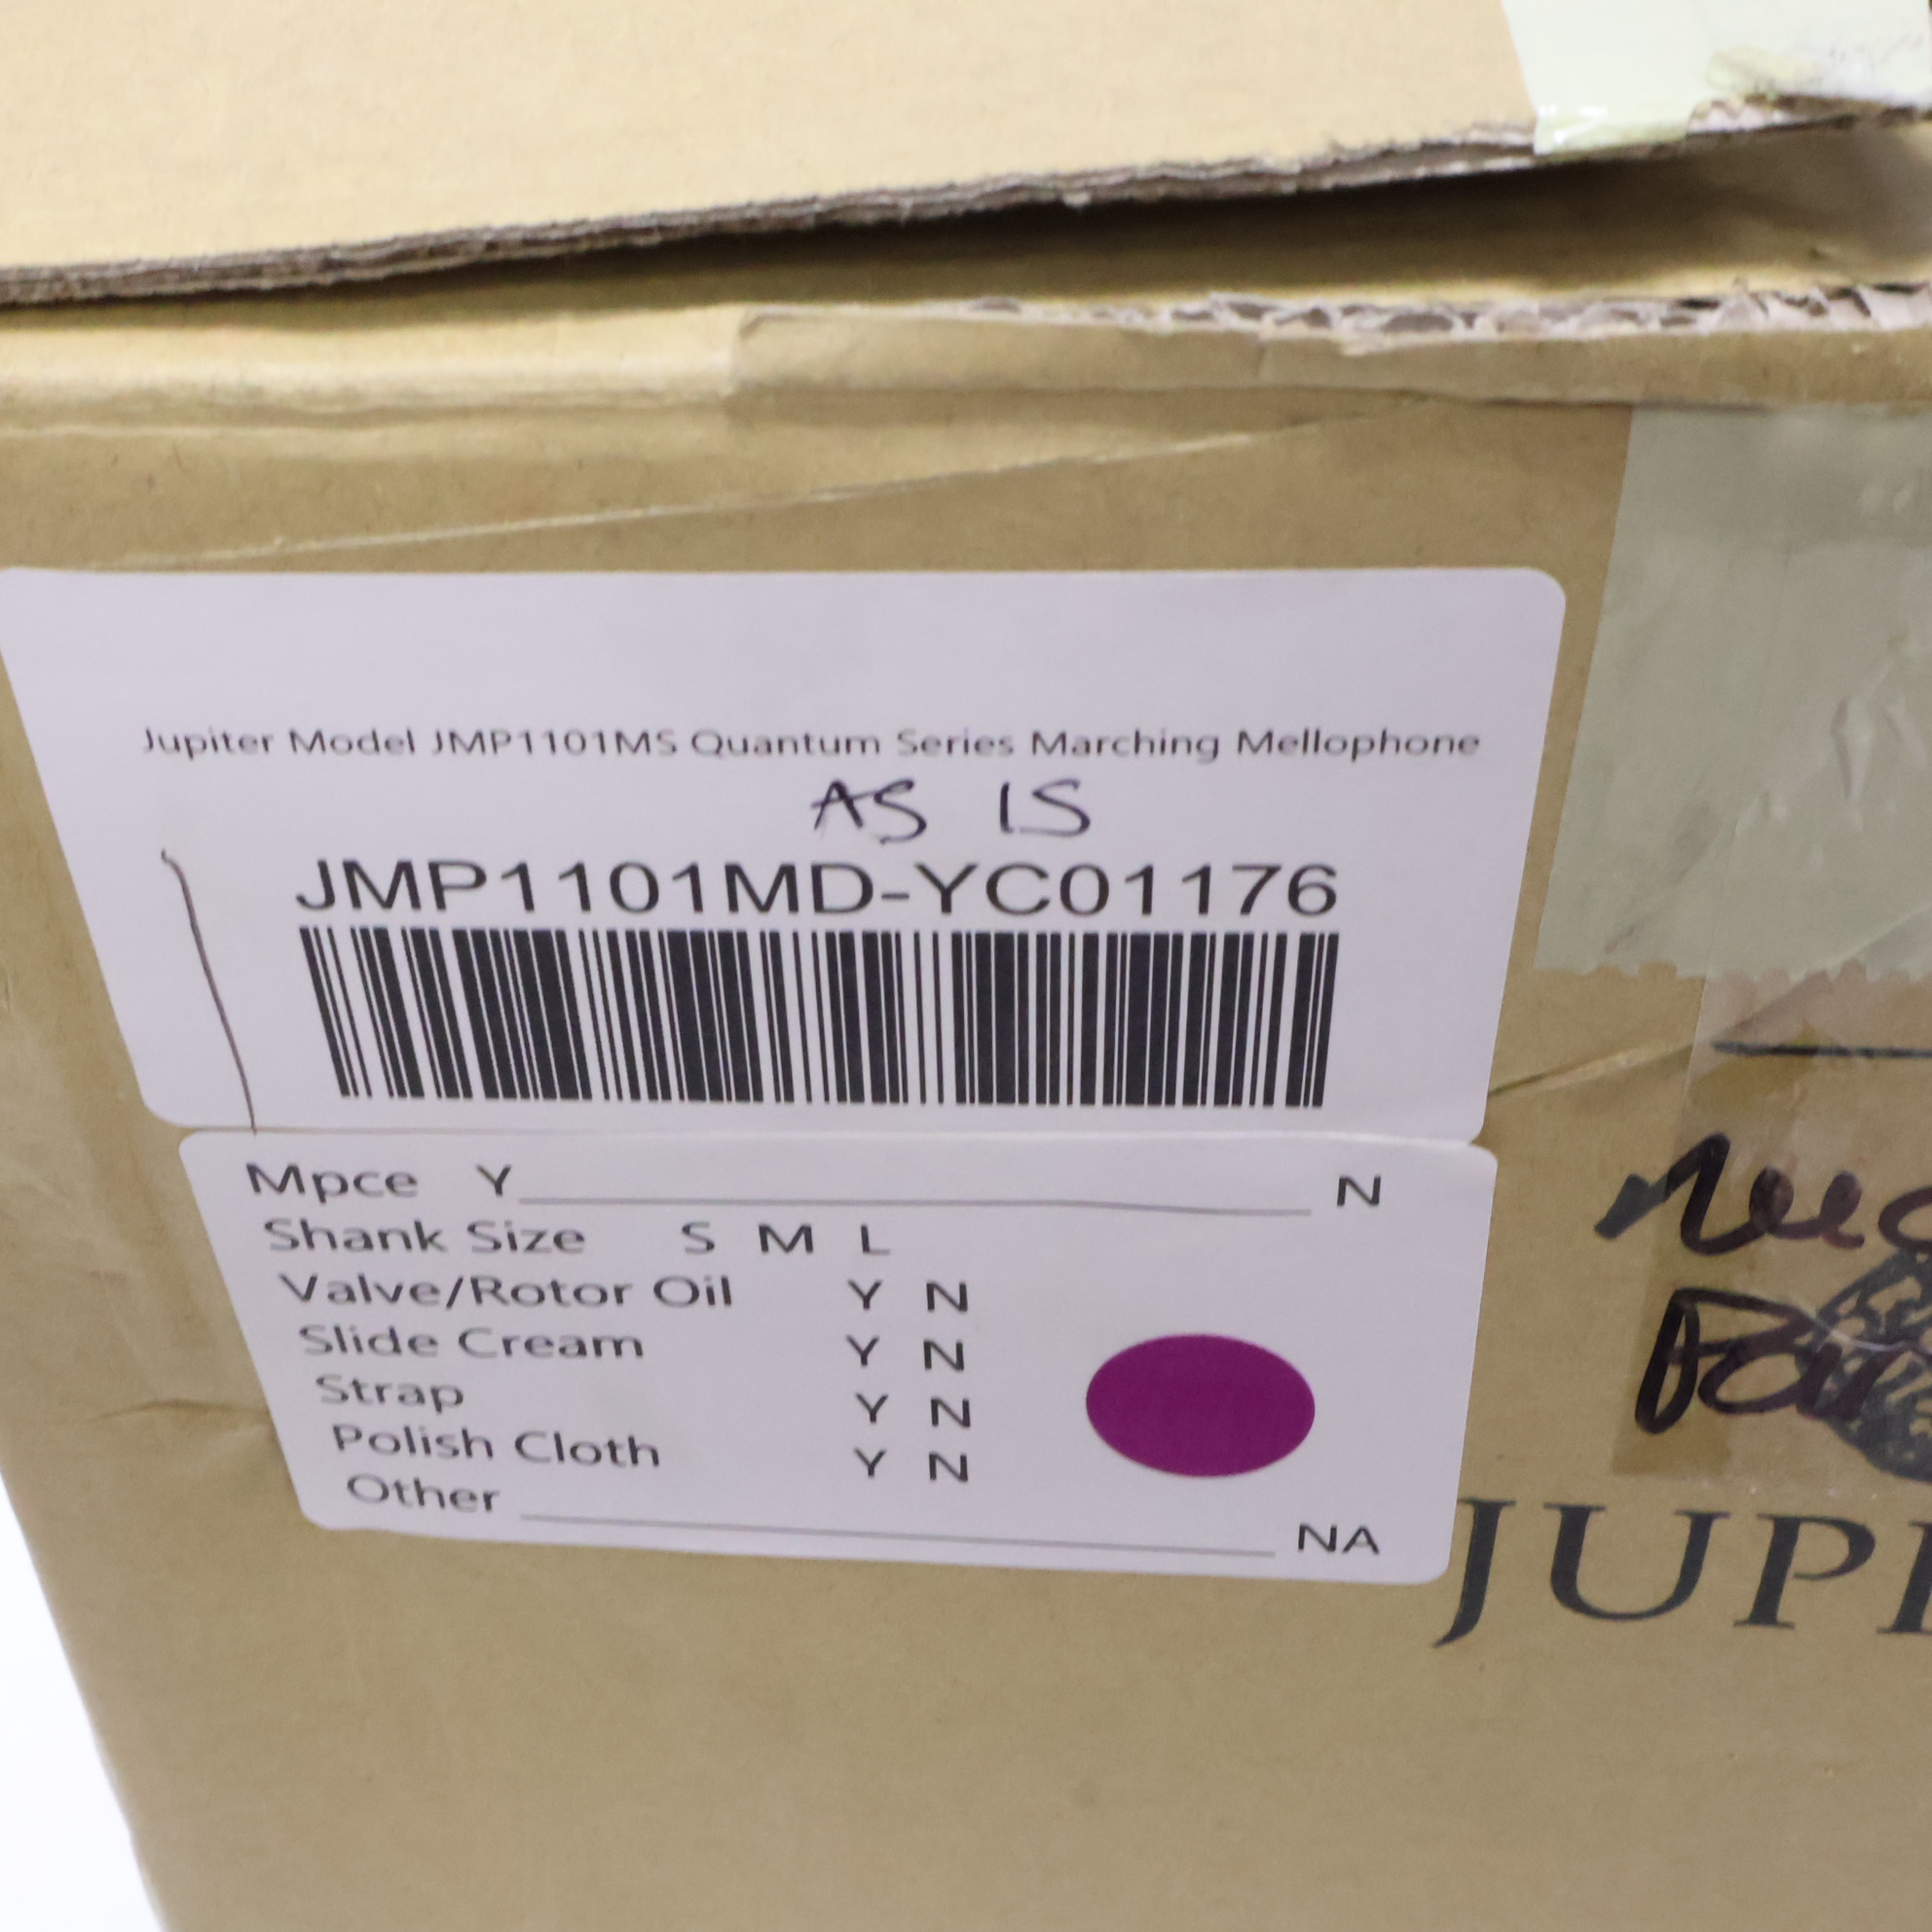 Jupiter Model JMP1101MS Quantum Series Marching Mellophone
AS IS
JMP1101MD-YC01176
Mpce Y N
Shank Size S M L
Valve/Rotor Oil Y N
Slide Cream Y N
Strap Y N
Polish Cloth Y N
Other NA
JUPI